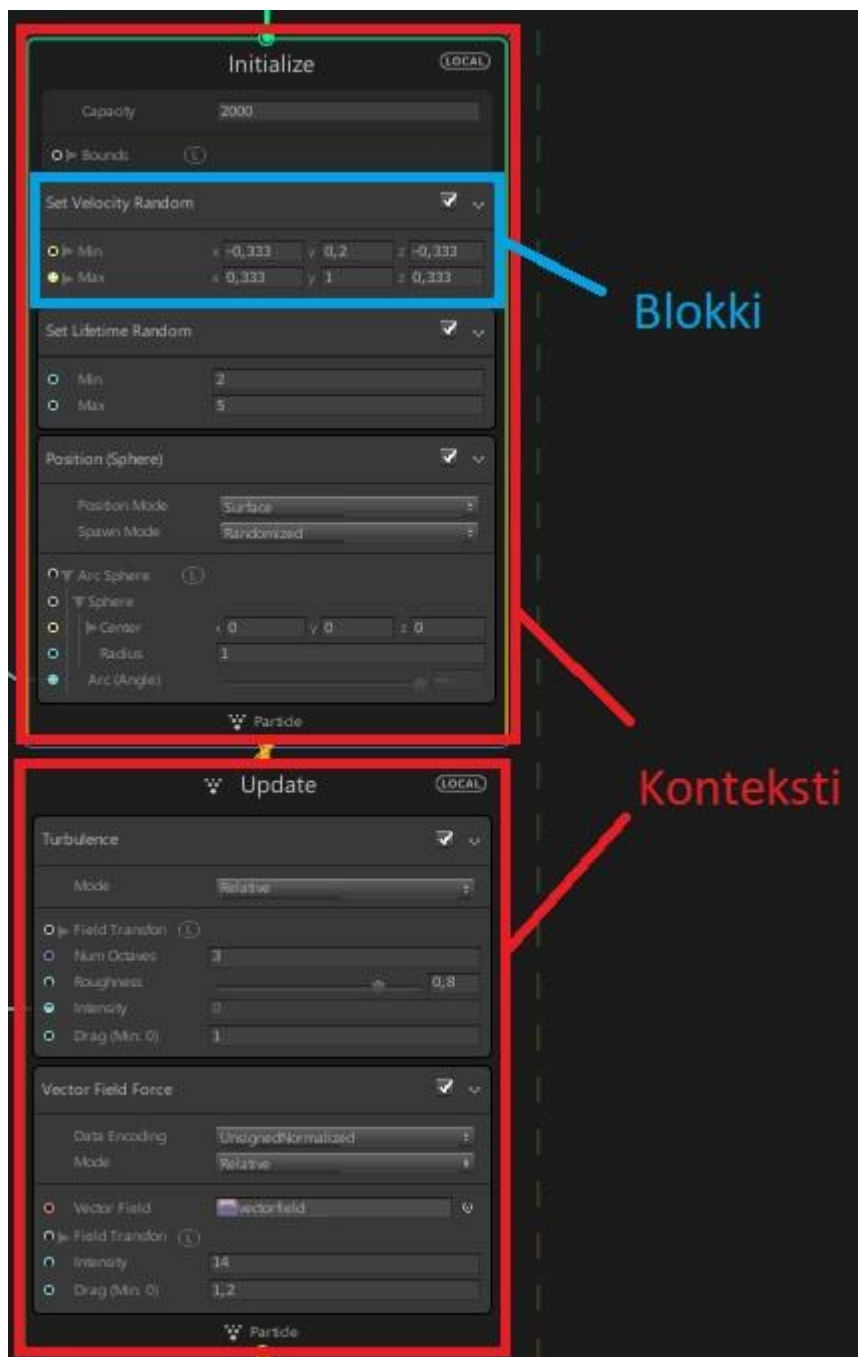 Initialize LOCAL
Capacity 2000
Bounds L
Set Velocity Random
Min x -0,333 y 0,2 z -0,333
Max x 0,333 y 1 z 0,333
Blokki
Set Lifetime Random
Min 2
Max 5
Position (Sphere)
Position Mode Surface
Spawn Mode Randomized
Arc Sphere L
Sphere
Center x 0 y 0 z 0
Radius 1
Arc (Angle)
Particle
Update LOCAL
Konteksti
Turbulence
Mode Relative
Field Transfon L
Num Octaves 3
Roughness 0,8
Intensity 0
Drag (Min: 0) 1
Vector Field Force
Data Encoding UnsignedNormalized
Mode Relative
Vector Field vectorfield
Field Transfon L
Intensity 14
Drag (Min: 0) 1,2
Particle